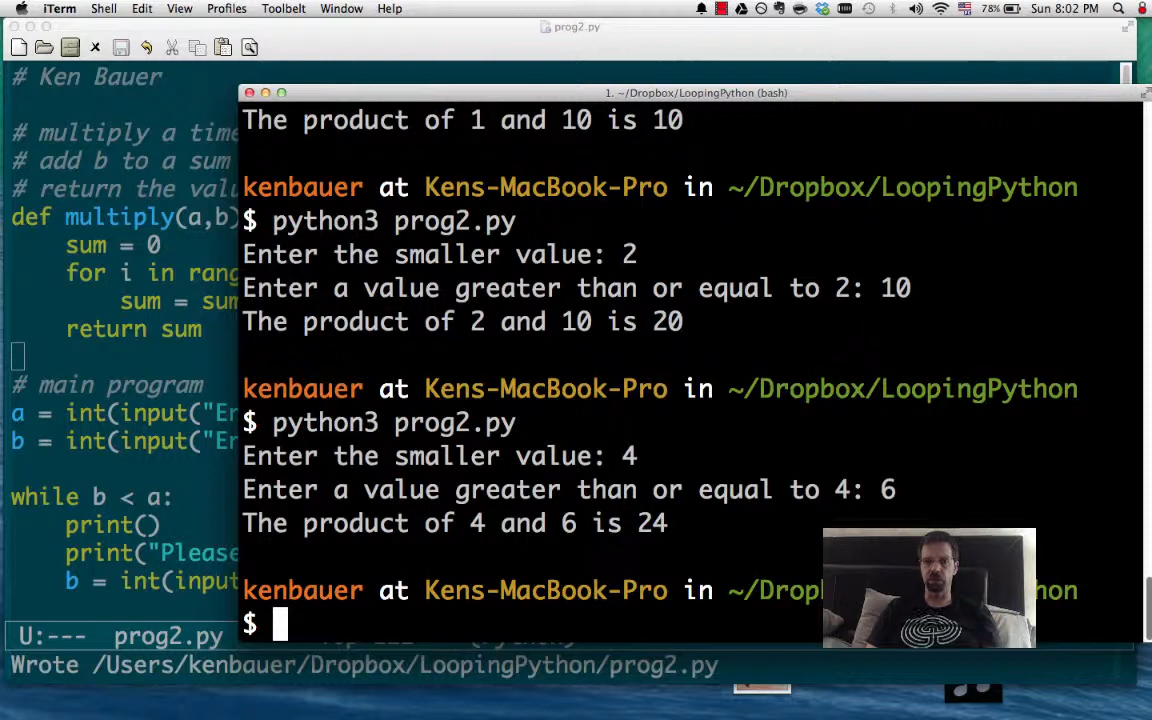 iTerm Shell Edit View Profiles Toolbelt Window Help 78% Sun 8:02 PM
prog2.py
# Ken Bauer
1. ~/Dropbox/LoopingPython (bash)
The product of 1 and 10 is 10
# multiply a time
# add b to a sum
# return the valu
kenbauer at Kens-MacBook-Pro in ~/Dropbox/LoopingPython
def multiply(a,b)
$ python3 prog2.py
sum = 0
Enter the smaller value: 2
for i in rang
Enter a value greater than or equal to 2: 10
sum = sum
The product of 2 and 10 is 20
return sum
# main program
kenbauer at Kens-MacBook-Pro in ~/Dropbox/LoopingPython
a = int(input("En
$ python3 prog2.py
b = int(input("En
Enter the smaller value: 4
while b < a:
Enter a value greater than or equal to 4: 6
print()
The product of 4 and 6 is 24
print("Please
b = int(input
kenbauer at Kens-MacBook-Pro in ~/Drop hon
$
U:--- prog2.py
Wrote /Users/kenbauer/Dropbox/LoopingPython/prog2.py